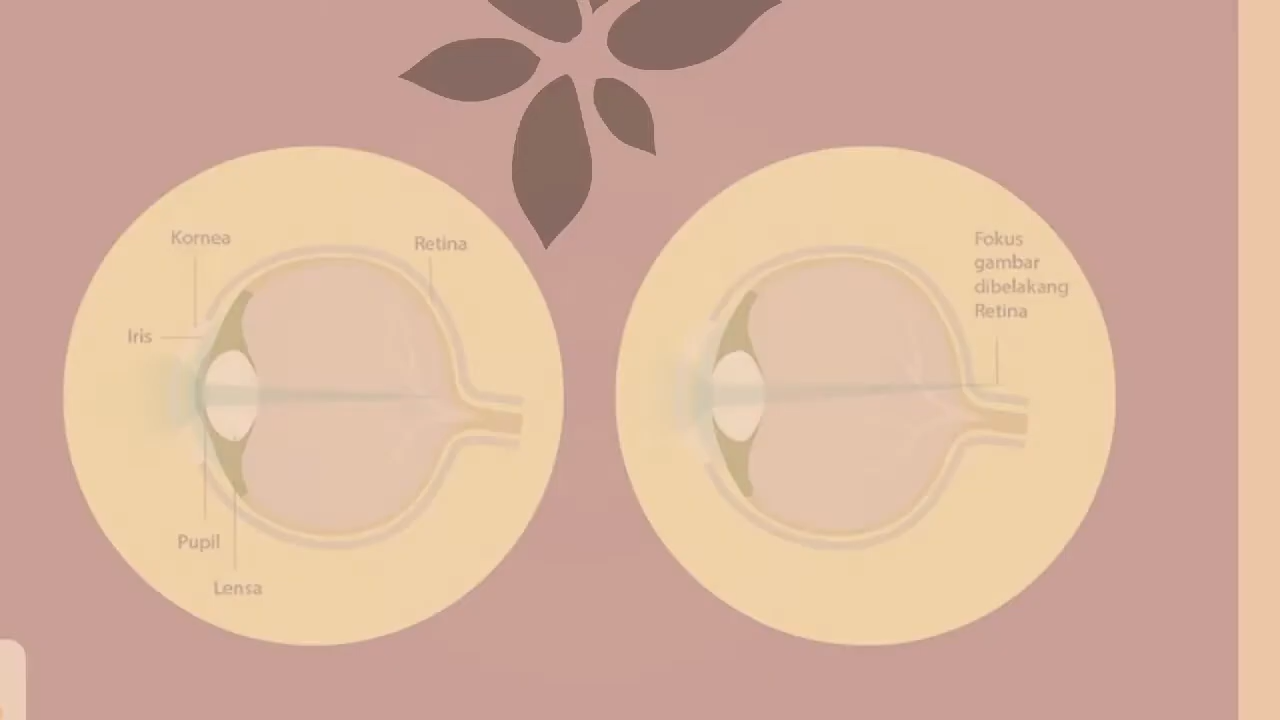 Kornea
Retina
Iris
Pupil
Lensa
Fokus
gambar
dibelakang
Retina